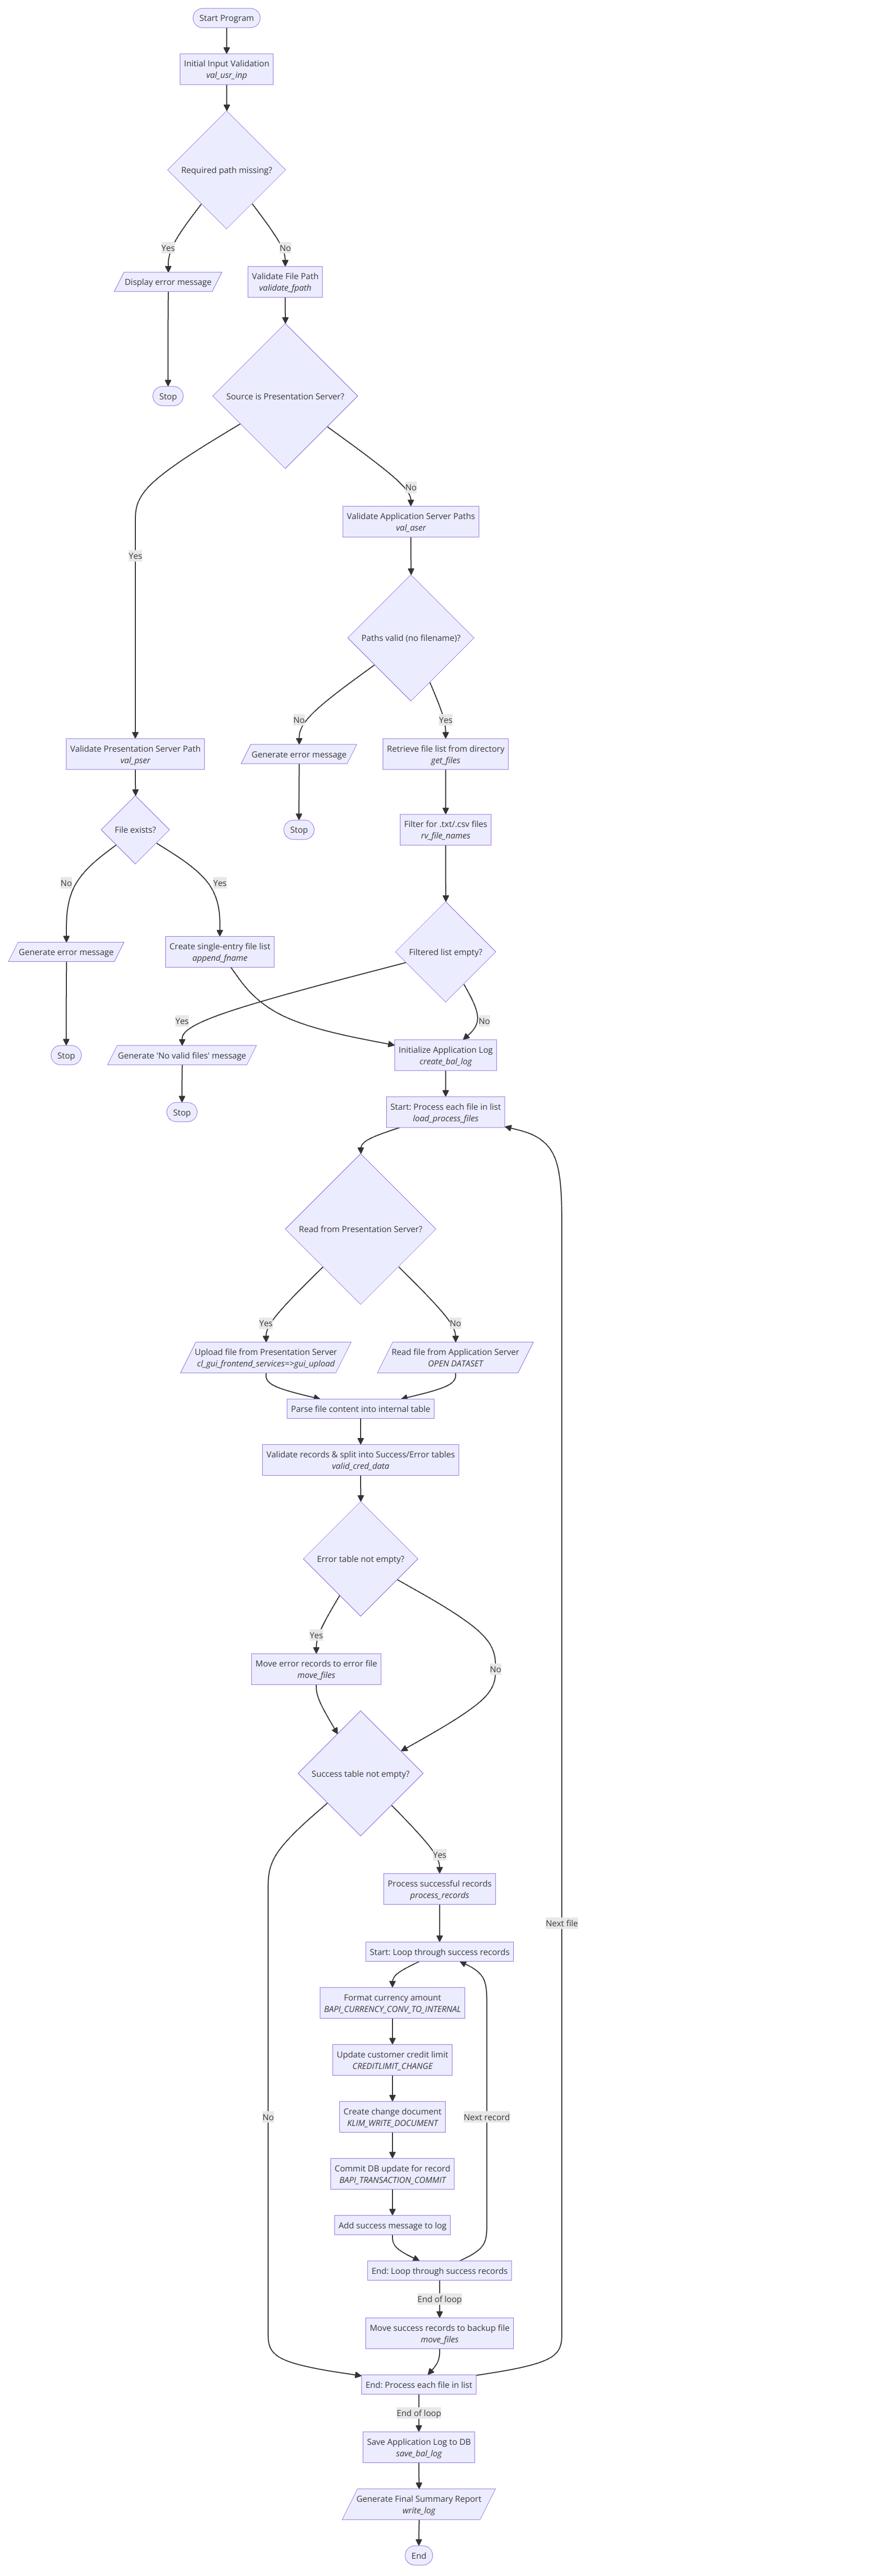 Start Program
Initial Input Validation
val_usr_inp
Required path missing?
Yes
No
Display error message
Validate File Path
validate_fpath
Stop
Source is Presentation Server?
No
Validate Application Server Paths
val_aser
Yes
Paths valid (no filename)?
No
Yes
Validate Presentation Server Path
val_pser
Generate error message
Retrieve file list from directory
get_files
File exists?
Stop
Filter for .txt/.csv files
rv_file_names
No
Yes
Generate error message
Create single-entry file list
append_fname
Filtered list empty?
Yes
No
Stop
Generate 'No valid files' message
Initialize Application Log
create_bal_log
Stop
Start: Process each file in list
load_process_files
Read from Presentation Server?
Yes
No
Upload file from Presentation Server
cl_gui_frontend_services=>gui_upload
Read file from Application Server
OPEN DATASET
Parse file content into internal table
Validate records & split into Success/Error tables
valid_cred_data
Error table not empty?
Yes
Move error records to error file
move_files
No
Success table not empty?
Yes
Process successful records
process_records
Next file
Start: Loop through success records
Format currency amount
BAPI_CURRENCY_CONV_TO_INTERNAL
Update customer credit limit
CREDITLIMIT_CHANGE
Create change document
KLIM_WRITE_DOCUMENT
No
Next record
Commit DB update for record
BAPI_TRANSACTION_COMMIT
Add success message to log
End: Loop through success records
End of loop
Move success records to backup file
move_files
End: Process each file in list
End of loop
Save Application Log to DB
save_bal_log
Generate Final Summary Report
write_log
End